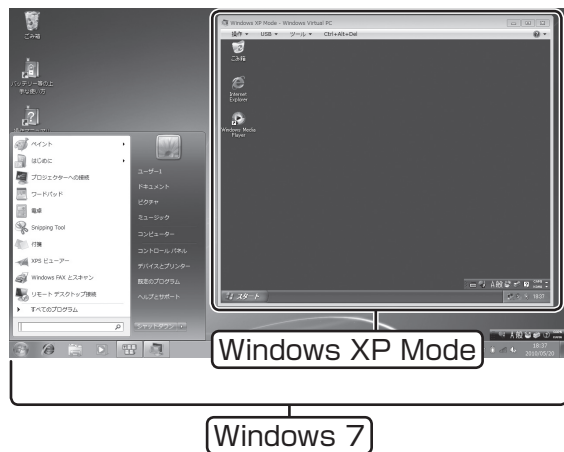 ごみ箱
Windows XP Mode - Windows Virtual PC
操作 USB ツール Ctrl+Alt+Del
ごみ箱
Internet
Explorer
Windows Media
Player
ペイント
はじめに
プロジェクターへの接続
ワードパッド
電卓
Snipping Tool
付箋
XPS ビューアー
Windows FAX とスキャン
リモート デスクトップ接続
すべてのプログラム
ユーザー1
ドキュメント
ピクチャ
ミュージック
コンピューター
コントロール パネル
デバイスとプリンター
既定のプログラム
ヘルプとサポート
シャットダウン
スタート
A 般
18:37
A 般
18:37
2010/05/20
Windows XP Mode
Windows 7